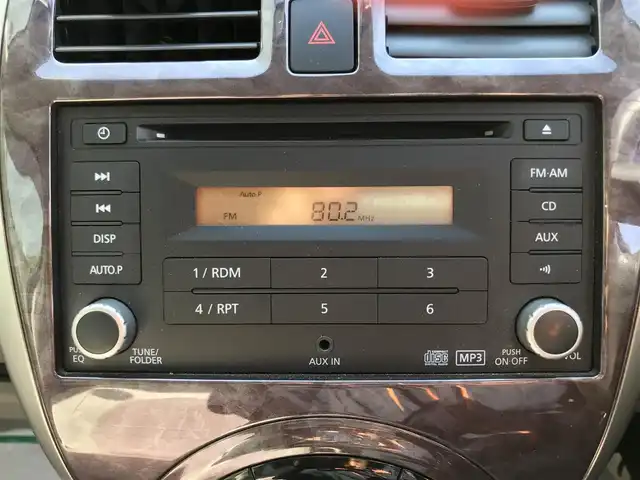 Auto.P
FM 80.2 MHz
DISP
AUTO.P
FM·AM
CD
AUX
1 / RDM 2 3
4 / RPT 5 6
EQ
TUNE/
FOLDER
AUX IN
disc
MP3
PUSH
ON OFF